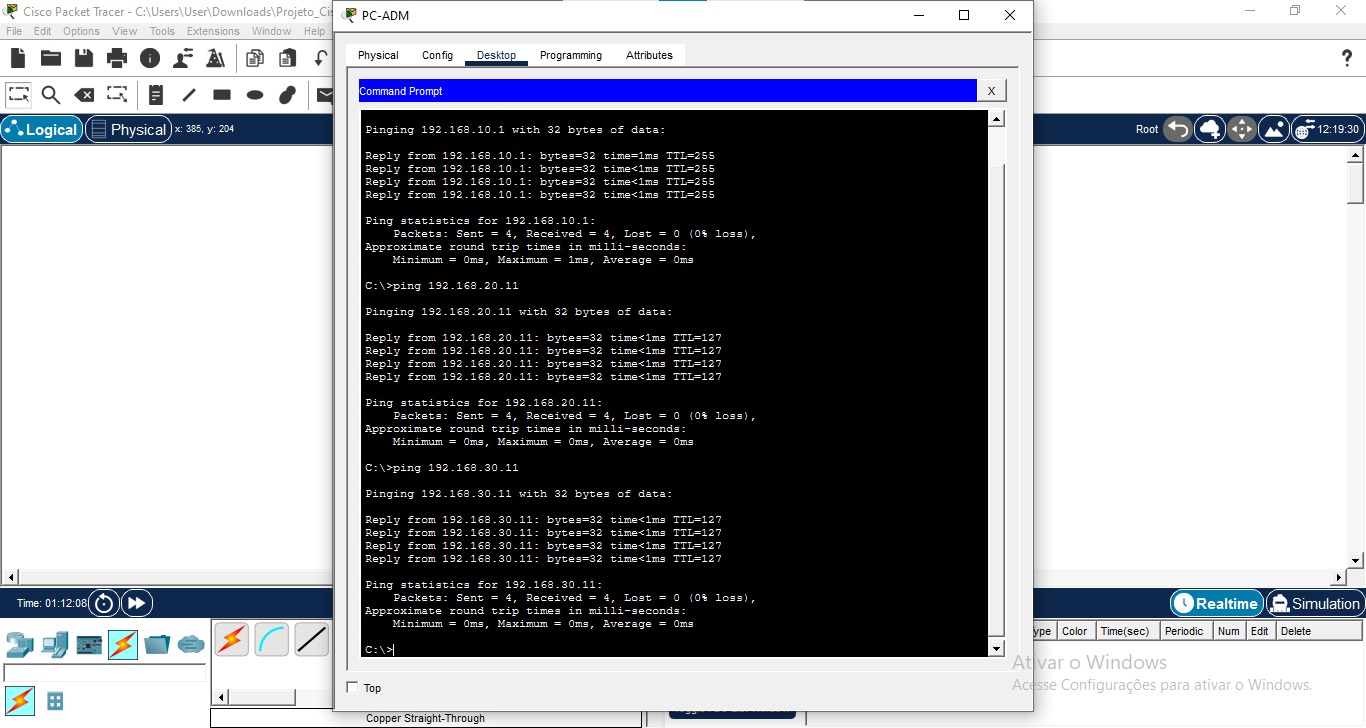 Cisco Packet Tracer - C:\Users\User\Downloads\Projeto_Ci
PC-ADM
File Edit Options View Tools Extensions Window Help
Physical Config Desktop Programming Attributes
Command Prompt
X
Logical
Physical
x: 385, y: 204
Root
12:19:30
Pinging 192.168.10.1 with 32 bytes of data:
Reply from 192.168.10.1: bytes=32 time=1ms TTL=255
Reply from 192.168.10.1: bytes=32 time<1ms TTL=255
Reply from 192.168.10.1: bytes=32 time<1ms TTL=255
Reply from 192.168.10.1: bytes=32 time<1ms TTL=255
Ping statistics for 192.168.10.1:
Packets: Sent = 4, Received = 4, Lost = 0 (0% loss),
Approximate round trip times in milli-seconds:
Minimum = 0ms, Maximum = 1ms, Average = 0ms
C:\>ping 192.168.20.11
Pinging 192.168.20.11 with 32 bytes of data:
Reply from 192.168.20.11: bytes=32 time<1ms TTL=127
Reply from 192.168.20.11: bytes=32 time<1ms TTL=127
Reply from 192.168.20.11: bytes=32 time<1ms TTL=127
Reply from 192.168.20.11: bytes=32 time<1ms TTL=127
Ping statistics for 192.168.20.11:
Packets: Sent = 4, Received = 4, Lost = 0 (0% loss),
Approximate round trip times in milli-seconds:
Minimum = 0ms, Maximum = 0ms, Average = 0ms
C:\>ping 192.168.30.11
Pinging 192.168.30.11 with 32 bytes of data:
Reply from 192.168.30.11: bytes=32 time<1ms TTL=127
Reply from 192.168.30.11: bytes=32 time<1ms TTL=127
Reply from 192.168.30.11: bytes=32 time<1ms TTL=127
Reply from 192.168.30.11: bytes=32 time<1ms TTL=127
Ping statistics for 192.168.30.11:
Packets: Sent = 4, Received = 4, Lost = 0 (0% loss),
Approximate round trip times in milli-seconds:
Minimum = 0ms, Maximum = 0ms, Average = 0ms
C:\>
Top
Time: 01:12:08
Realtime
Simulation
ype Color Time(sec) Periodic Num Edit Delete
Ativar o Windows
Acesse Configurações para ativar o Windows.
Copper Straight-Through